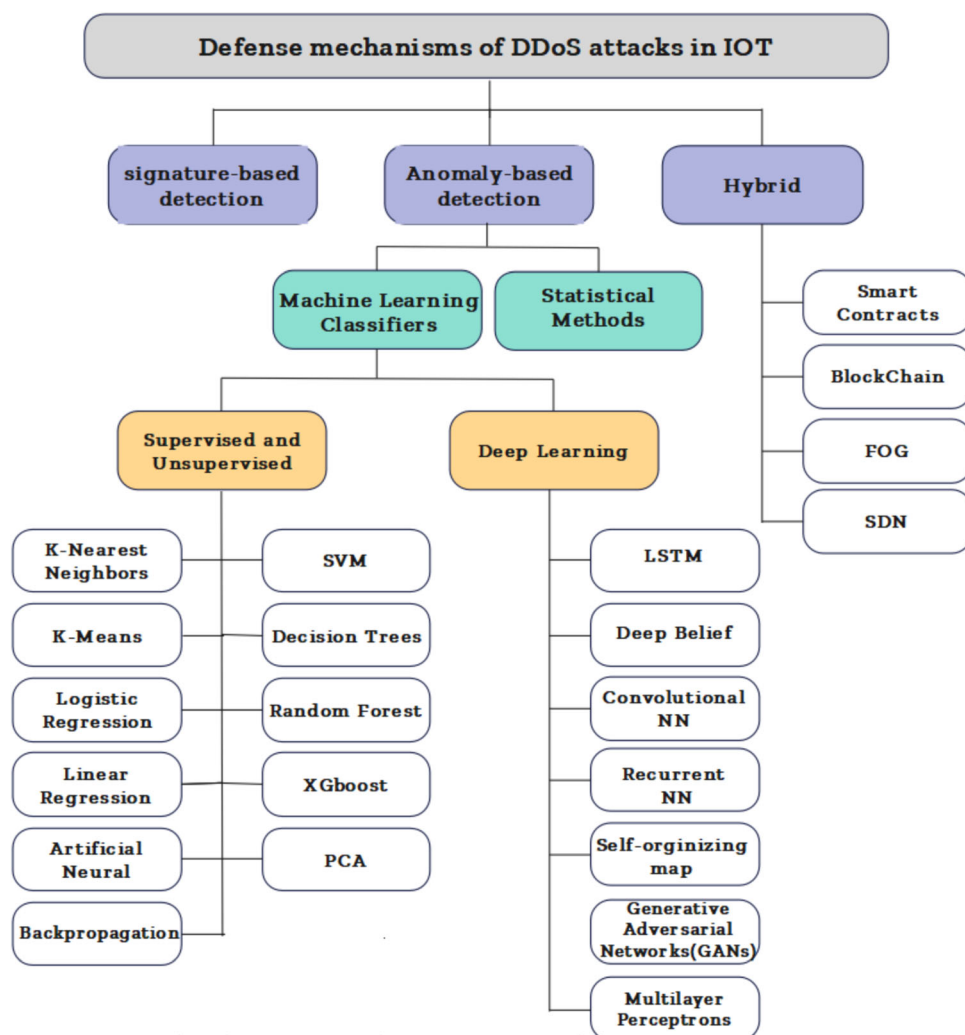 Defense mechanisms of DDoS attacks in IOT
signature-based
detection
Anomaly-based
detection
Hybrid
Machine Learning
Classifiers
Statistical
Methods
Smart
Contracts
BlockChain
FOG
SDN
Supervised and
Unsupervised
Deep Learning
K-Nearest
Neighbors
SVM
K-Means
Decision Trees
Logistic
Regression
Random Forest
Linear
Regression
XGboost
Artificial
Neural
PCA
Backpropagation
LSTM
Deep Belief
Convolutional
NN
Recurrent
NN
Self-orginizing
map
Generative
Adversarial
Networks(GANs)
Multilayer
Perceptrons